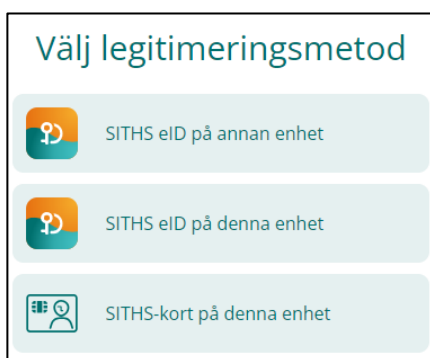 Välj legitimeringsmetod
SITHS eID på annan enhet
SITHS eID på denna enhet
SITHS-kort på denna enhet